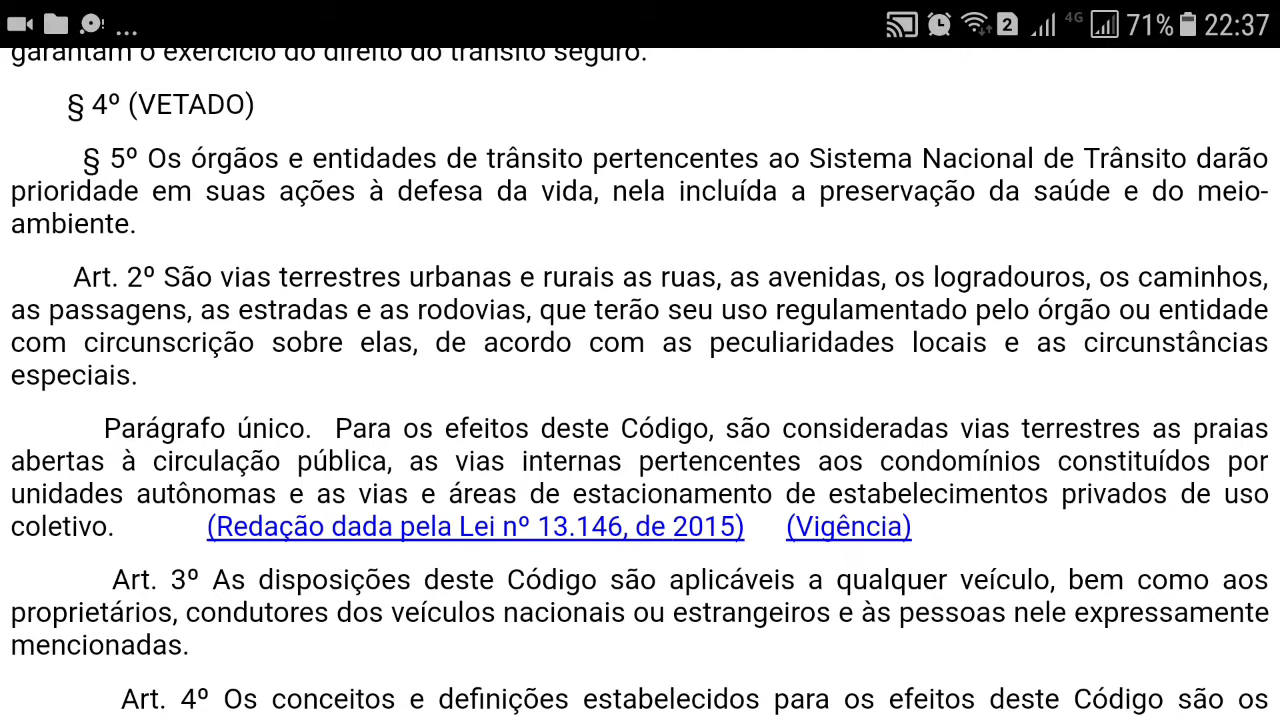 ... 2 4G 71% 22:37
garantam o exercício do direito do trânsito seguro.
§ 4º (VETADO)
§ 5º Os órgãos e entidades de trânsito pertencentes ao Sistema Nacional de Trânsito darão
prioridade em suas ações à defesa da vida, nela incluída a preservação da saúde e do meio-
ambiente.
Art. 2º São vias terrestres urbanas e rurais as ruas, as avenidas, os logradouros, os caminhos,
as passagens, as estradas e as rodovias, que terão seu uso regulamentado pelo órgão ou entidade
com circunscrição sobre elas, de acordo com as peculiaridades locais e as circunstâncias
especiais.
Parágrafo único. Para os efeitos deste Código, são consideradas vias terrestres as praias
abertas à circulação pública, as vias internas pertencentes aos condomínios constituídos por
unidades autônomas e as vias e áreas de estacionamento de estabelecimentos privados de uso
coletivo. (Redação dada pela Lei nº 13.146, de 2015) (Vigência)
Art. 3º As disposições deste Código são aplicáveis a qualquer veículo, bem como aos
proprietários, condutores dos veículos nacionais ou estrangeiros e às pessoas nele expressamente
mencionadas.
Art. 4º Os conceitos e definições estabelecidos para os efeitos deste Código são os